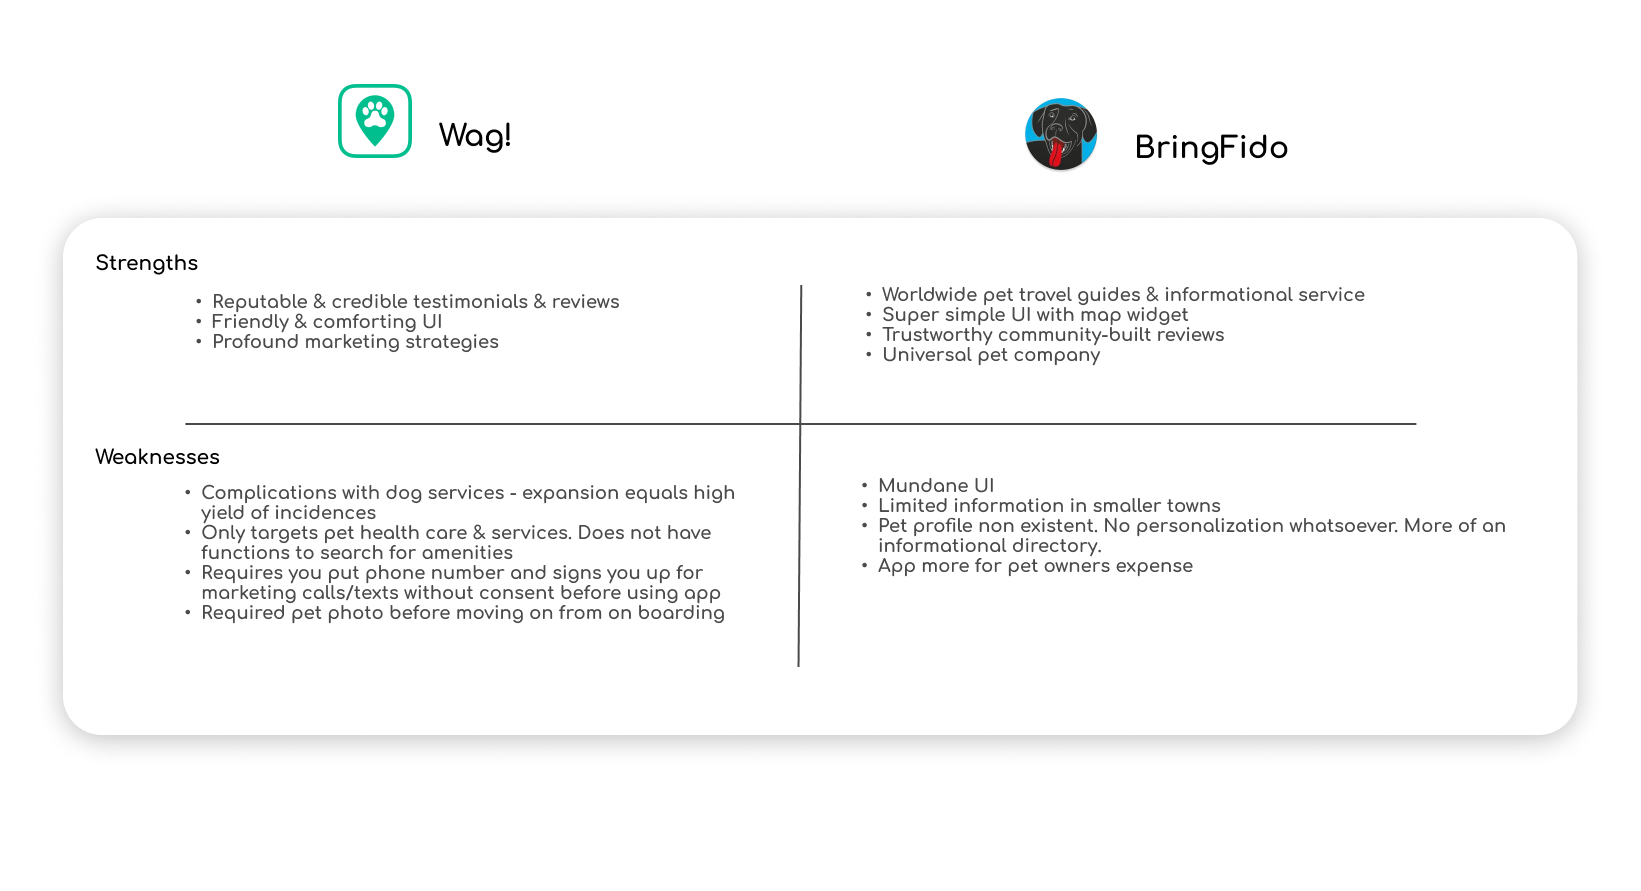 Wag!
BringFido
Strengths
• Reputable & credible testimonials & reviews
• Friendly & comforting UI
• Profound marketing strategies
• Worldwide pet travel guides & informational service
• Super simple UI with map widget
• Trustworthy community-built reviews
• Universal pet company
Weaknesses
• Complications with dog services - expansion equals high
yield of incidences
• Only targets pet health care & services. Does not have
functions to search for amenities
• Requires you put phone number and signs you up for
marketing calls/texts without consent before using app
• Required pet photo before moving on from on boarding
• Mundane UI
• Limited information in smaller towns
• Pet profile non existent. No personalization whatsoever. More of an
informational directory.
• App more for pet owners expense